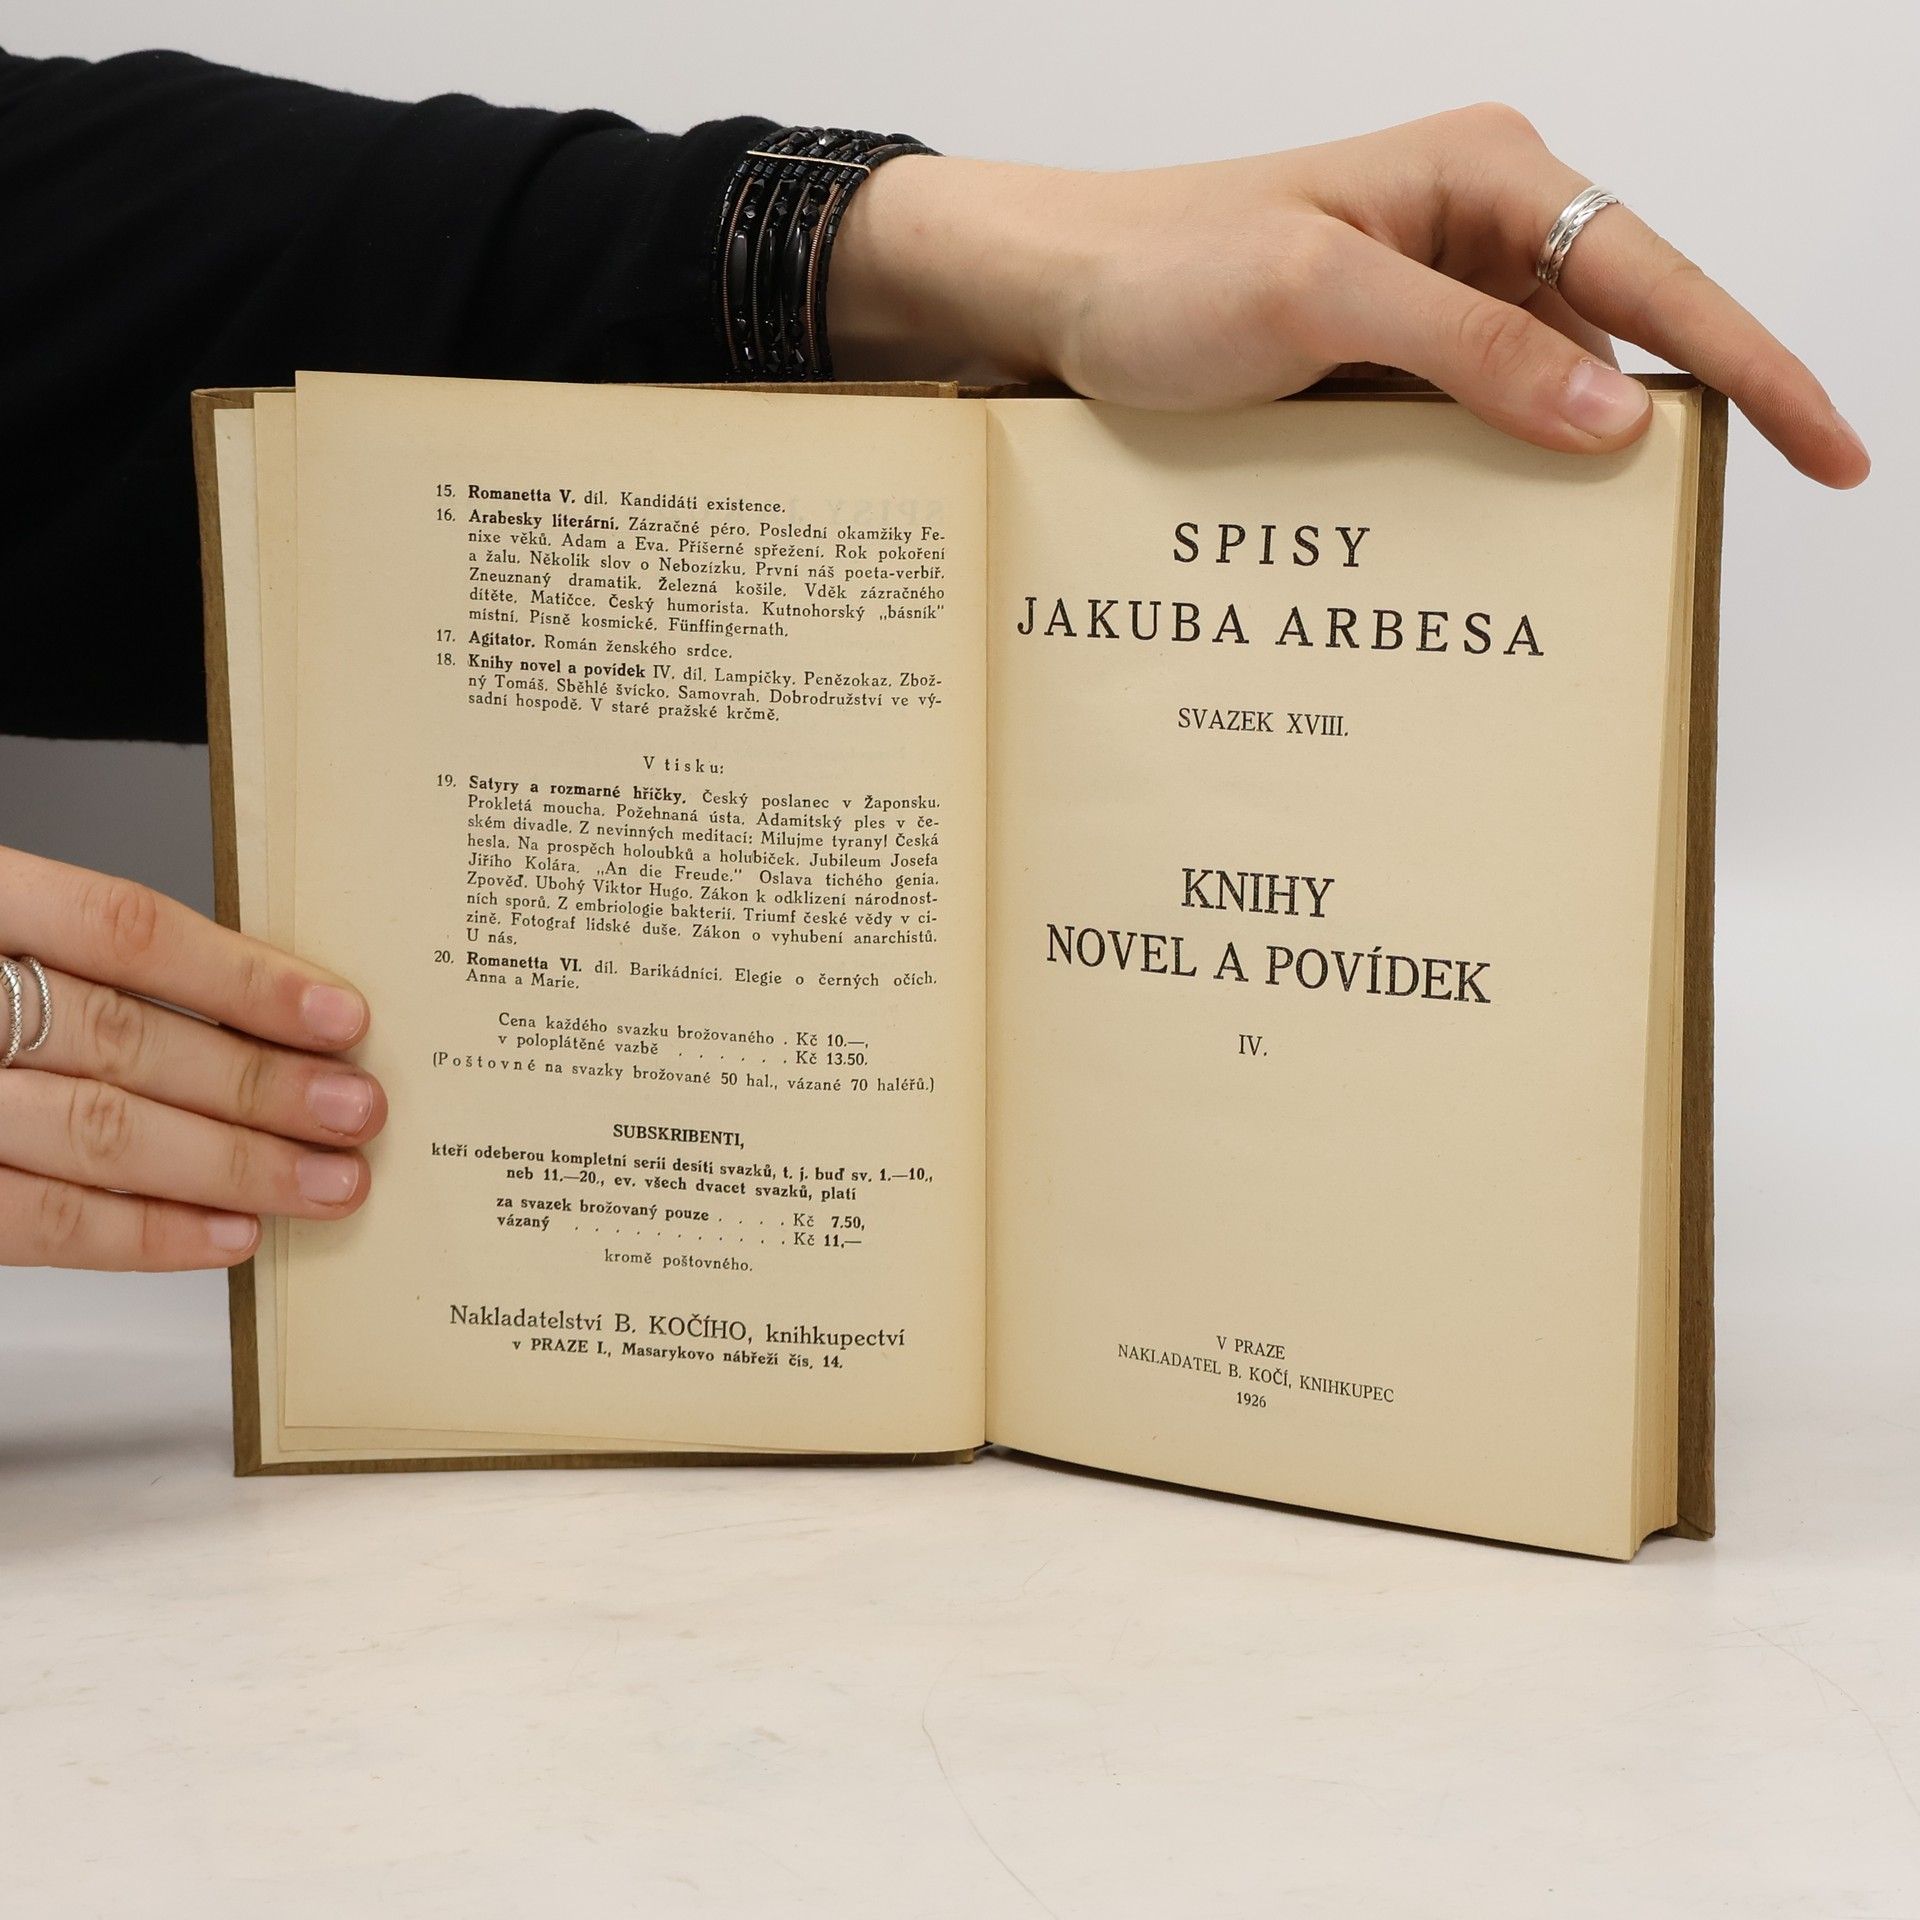 15. Romanetta V. díl. Kandidáti existence.
16. Arabesky literární. Zázračné péro. Poslední okamžiky Fe-
nixe věků. Adam a Eva. Příšerné spřežení. Rok pokoření
a žalu. Několik slov o Nebozízku. První náš poeta-verbíř.
Zneuznaný dramatik. Železná košile. Vděk zázračného
dítěte. Matičce. Český humorista. Kutnohorský „básník"
místní. Písně kosmické. Fünffingernath.
17. Agitator. Román ženského srdce.
18. Knihy novel a povídek IV. díl. Lampičky. Penězokaz. Zbož-
ný Tomáš. Sběhlé švícko. Samovrah. Dobrodružství ve vý-
sadní hospodě. V staré pražské krčmě.
V tisku:
19. Satyry a rozmarné hříčky. Český poslanec v Žaponsku.
Prokletá moucha. Požehnaná ústa. Adamitský ples v če-
ském divadle. Z nevinných meditací: Milujme tyrany! Česká
hesla. Na prospěch holoubků a holubiček. Jubileum Josefa
Jiřího Kolára. „An die Freude." Oslava tichého genia.
Zpověď. Ubohý Viktor Hugo. Zákon k odklizení národnost-
ních sporů. Z embriologie bakterií. Triumf české vědy v ci-
zině. Fotograf lidské duše. Zákon o vyhubení anarchistů.
U nás.
20. Romanetta VI. díl. Barikádníci. Elegie o černých očích.
Anna a Marie.
Cena každého svazku brožovaného . Kč 10.—,
v poloplátěné vazbě . . . . . . Kč 13.50.
(Poštovné na svazky brožované 50 hal., vázané 70 haléřů.)
SUBSKRIBENTI,
kteří odeberou kompletní serii desíti svazků, t. j. buď sv. 1.—10.,
neb 11.—20., ev. všech dvacet svazků, platí
za svazek brožovaný pouze . . . . Kč 7.50,
vázaný . . . . . . . . . . . Kč 11,—
kromě poštovného.
Nakladatelství B. KOČÍHO, knihkupectví
v PRAZE I., Masarykovo nábřeží čís. 14.
SPISY
JAKUBA ARBESA
SVAZEK XVIII.
KNIHY
NOVEL A POVÍDEK
IV.
V PRAZE
NAKLADATEL B. KOČÍ, KNIHKUPEC
1926